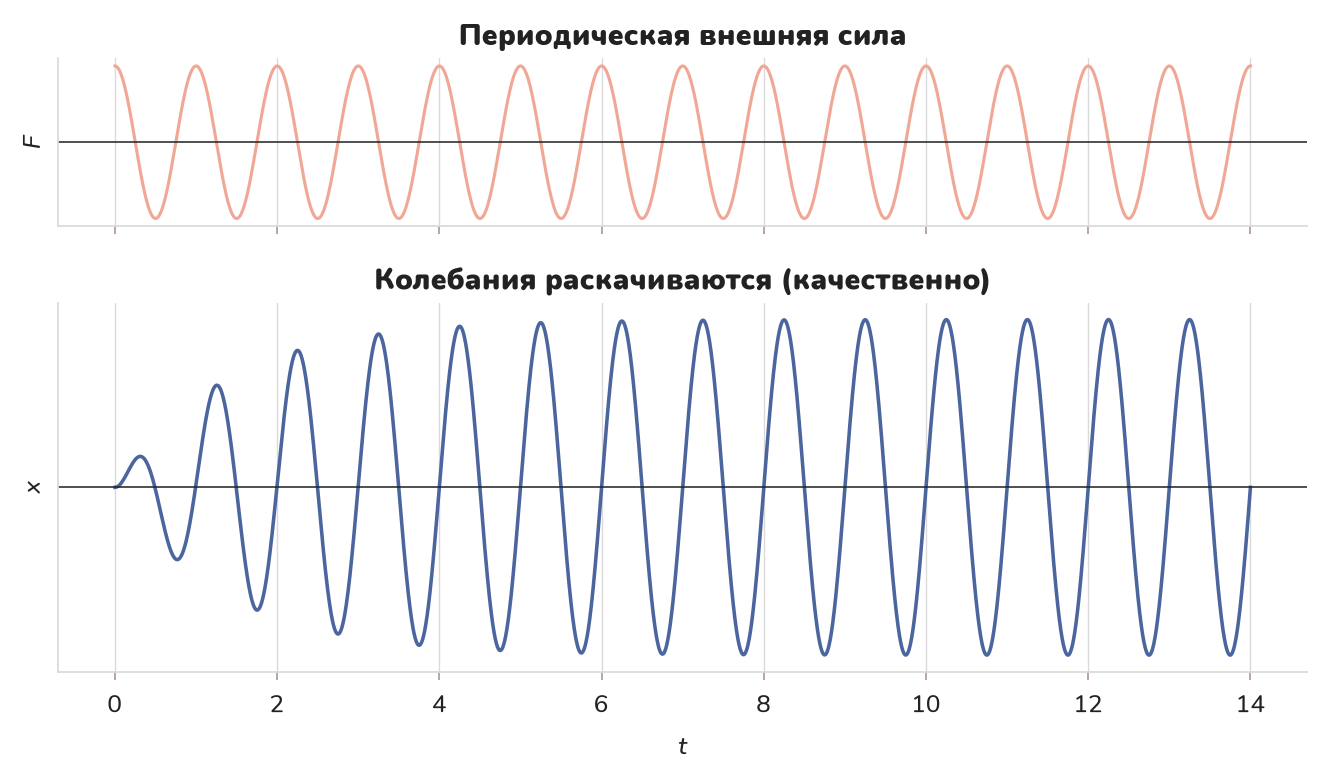 Периодическая внешняя сила
F
Колебания раскачиваются (качественно)
x
0 2 4 6 8 10 12 14
t